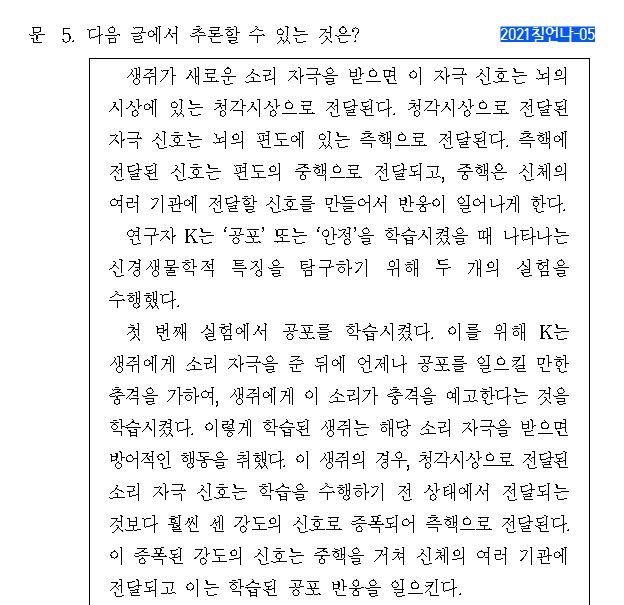 문 5. 다음 글에서 추론할 수 있는 것은? 2021칠언나-05
생쥐가 새로운 소리 자극을 받으면 이 자극 신호는 뇌의
시상에 있는 청각시상으로 전달된다. 청각시상으로 전달된
자극 신호는 뇌의 편도에 있는 측핵으로 전달된다. 측핵에
전달된 신호는 편도의 중핵으로 전달되고, 중핵은 신체의
여러 기관에 전달할 신호를 만들어서 반응이 일어나게 한다.
연구자 K는 ‘공포’ 또는 ‘안정’을 학습시켰을 때 나타나는
신경생물학적 특징을 탐구하기 위해 두 개의 실험을
수행했다.
첫 번째 실험에서 공포를 학습시켰다. 이를 위해 K는
생쥐에게 소리 자극을 준 뒤에 언제나 공포를 일으킬 만한
충격을 가하여, 생쥐에게 이 소리가 충격을 예고한다는 것을
학습시켰다. 이렇게 학습된 생쥐는 해당 소리 자극을 받으면
방어적인 행동을 취했다. 이 생쥐의 경우, 청각시상으로 전달된
소리 자극 신호는 학습을 수행하기 전 상태에서 전달되는
것보다 훨씬 센 강도의 신호로 증폭되어 측핵으로 전달된다.
이 증폭된 강도의 신호는 중핵을 거쳐 신체의 여러 기관에
전달되고 이는 학습된 공포 반응을 일으킨다.